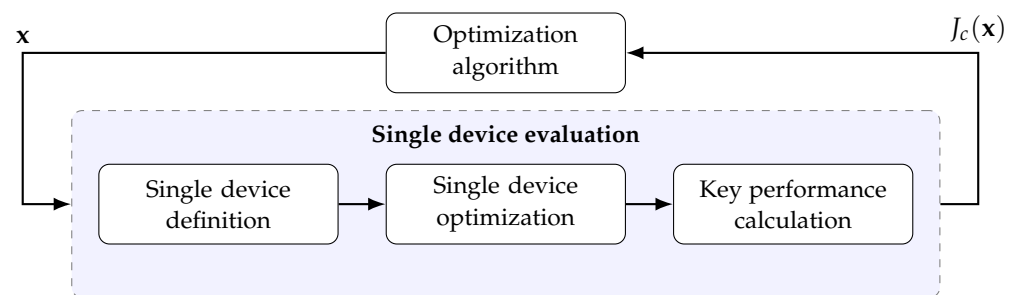 x
Optimization
algorithm
J_c(x)
Single device evaluation
Single device
definition
Single device
optimization
Key performance
calculation